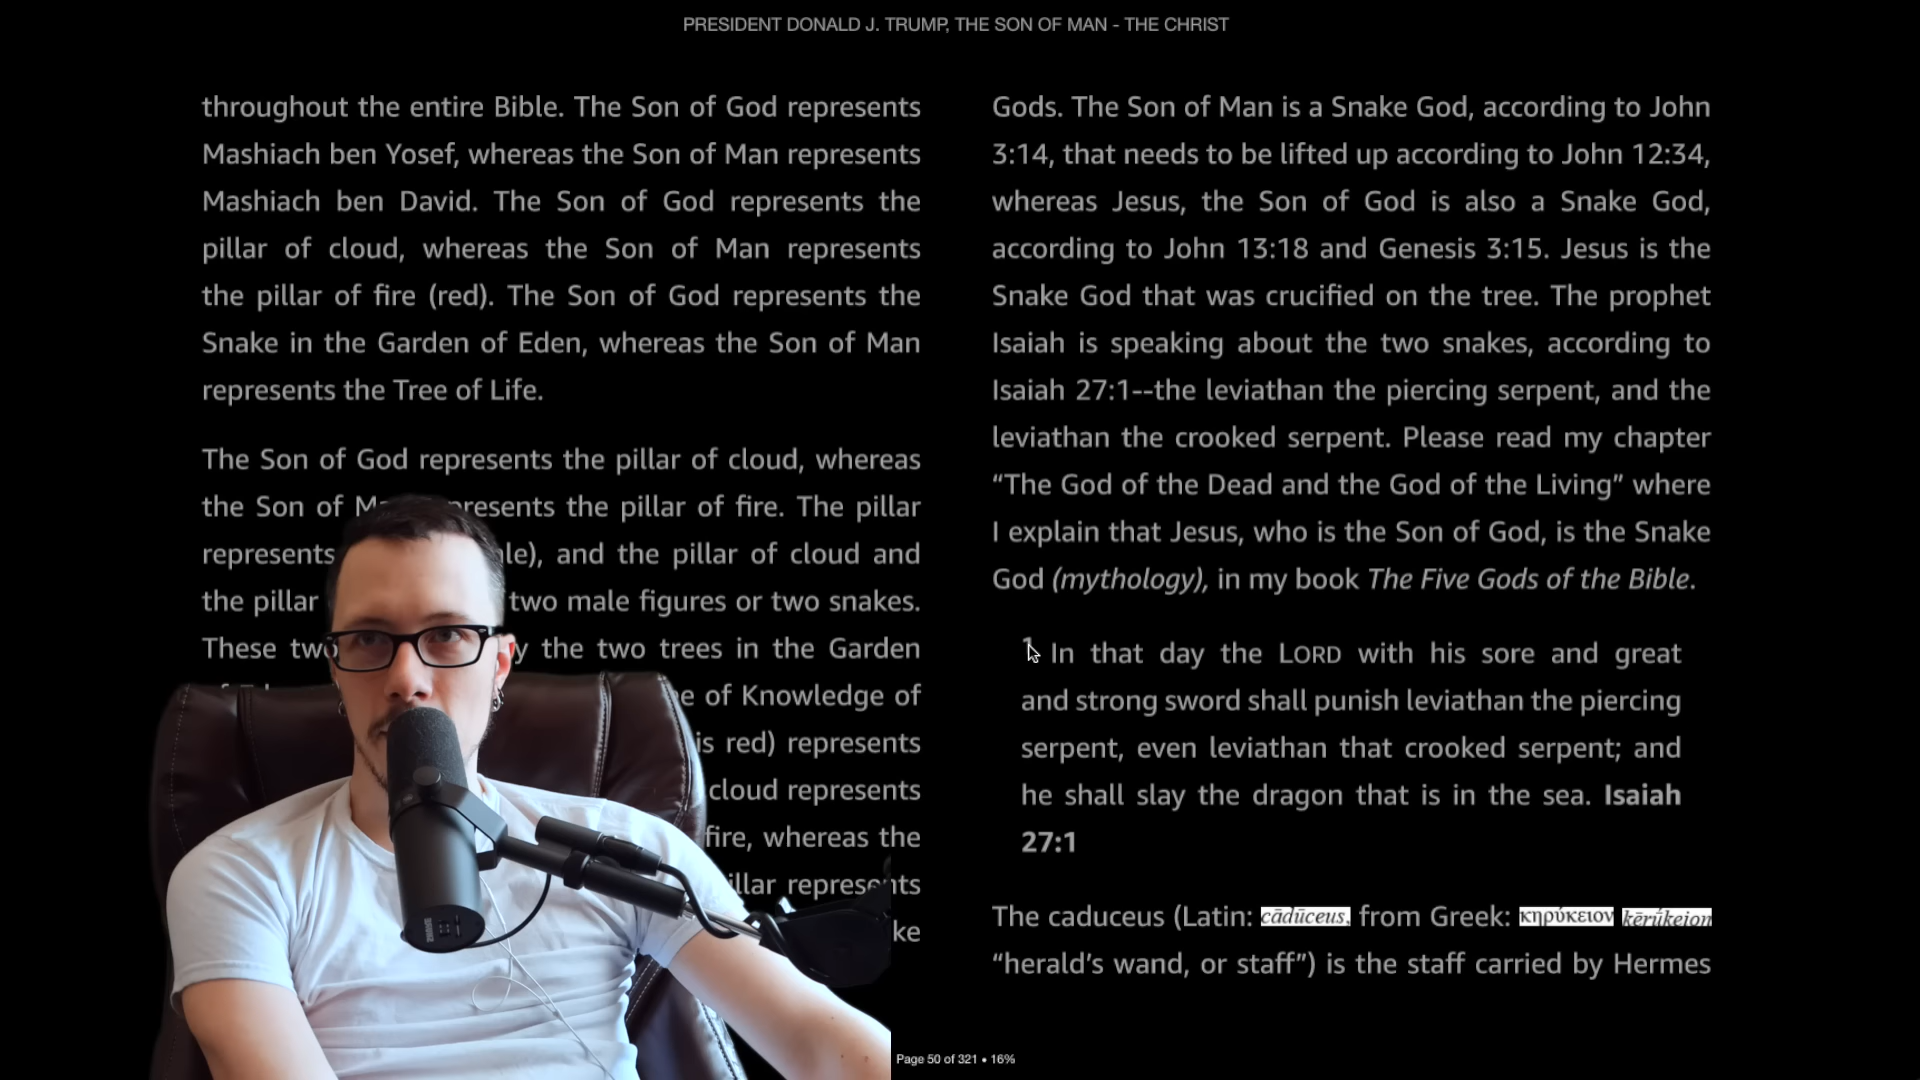 PRESIDENT DONALD J. TRUMP, THE SON OF MAN - THE CHRIST
throughout the entire Bible. The Son of God represents
Mashiach ben Yosef, whereas the Son of Man represents
Mashiach ben David. The Son of God represents the
pillar of cloud, whereas the Son of Man represents
the pillar of fire (red). The Son of God represents the
Snake in the Garden of Eden, whereas the Son of Man
represents the Tree of Life.
The Son of God represents the pillar of cloud, whereas
the Son of presents the pillar of fire. The pillar
represents and the pillar of cloud and
the pillar two male figures or two snakes.
These the two trees in the Garden
of Knowledge of
is red) represents
cloud represents
fire, whereas the
represents
Gods. The Son of Man is a Snake God, according to John
3:14, that needs to be lifted up according to John 12:34,
whereas Jesus, the Son of God is also a Snake God,
according to John 13:18 and Genesis 3:15. Jesus is the
Snake God that was crucified on the tree. The prophet
Isaiah is speaking about the two snakes, according to
Isaiah 27:1--the leviathan the piercing serpent, and the
leviathan the crooked serpent. Please read my chapter
“The God of the Dead and the God of the Living” where
I explain that Jesus, who is the Son of God, is the Snake
God (mythology), in my book The Five Gods of the Bible.
1 In that day the LORD with his sore and great
and strong sword shall punish leviathan the piercing
serpent, even leviathan that crooked serpent; and
he shall slay the dragon that is in the sea. Isaiah
27:1
The caduceus (Latin: cādūceus, from Greek: κηρύκειον kērúkeion
“herald’s wand, or staff”) is the staff carried by Hermes
Page 50 of 321 • 16%